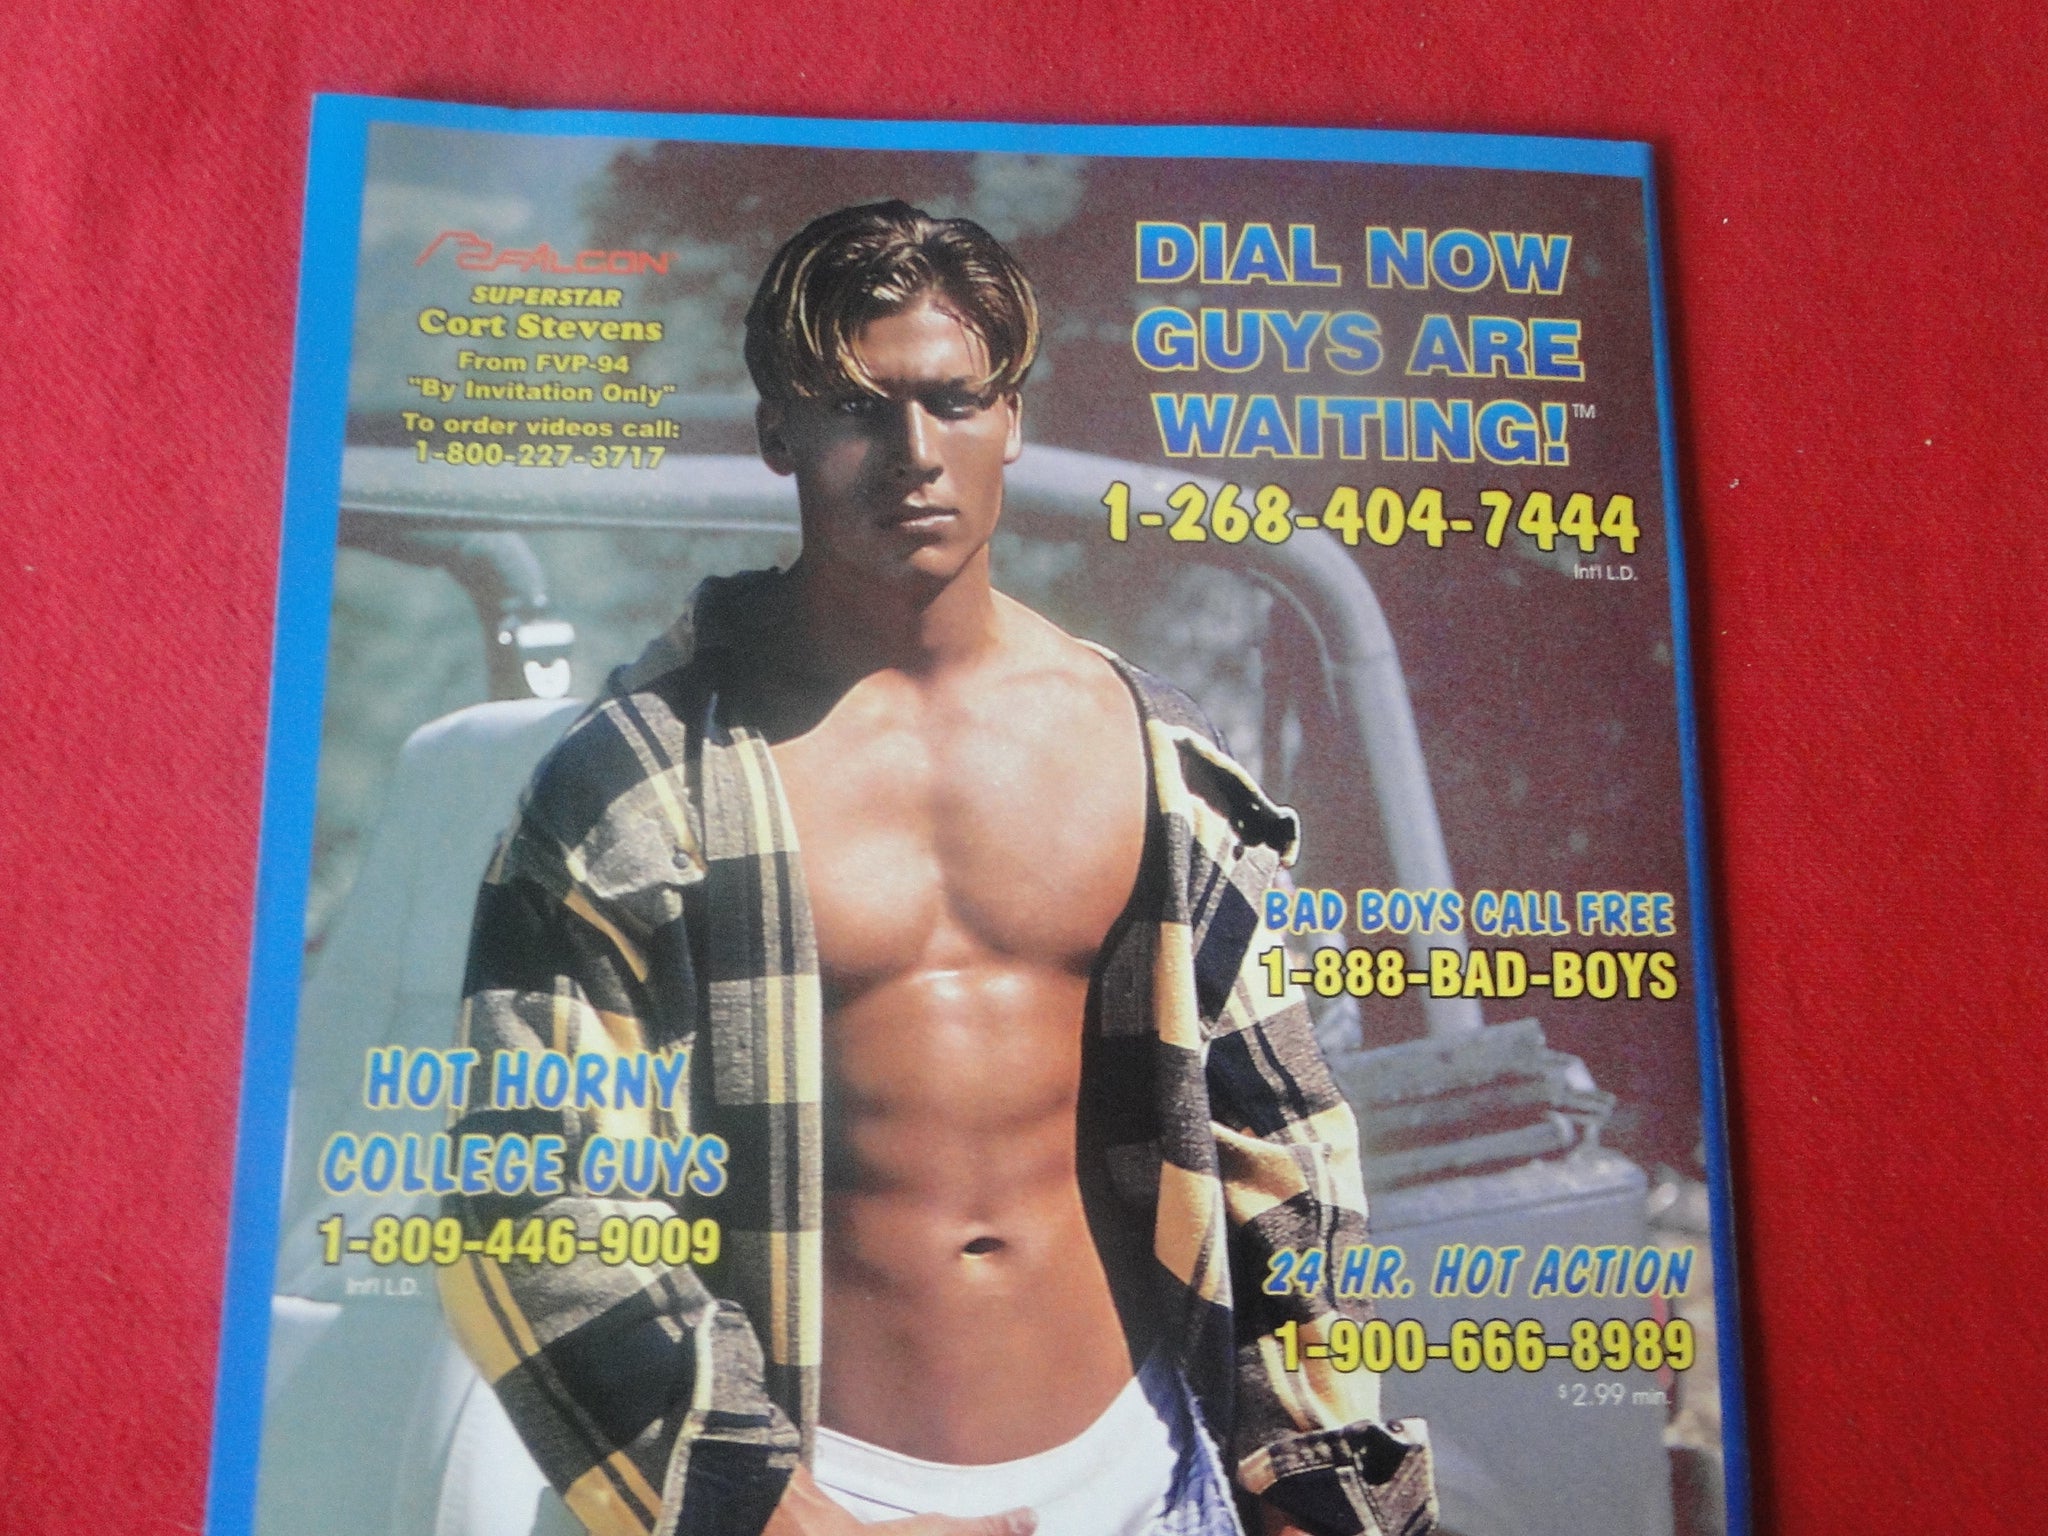 FALCON
SUPERSTAR
Cort Stevens
From FVP-94
"By Invitation Only"
To order videos call:
1-800-227-3717
DIAL NOW
GUYS ARE
WAITING!™
1-268-404-7444
Int'l L.D.
BAD BOYS CALL FREE
1-888-BAD-BOYS
HOT HORNY
COLLEGE GUYS
1-809-446-9009
Int'l L.D.
24 HR. HOT ACTION
1-900-666-8989
$2.99 min.